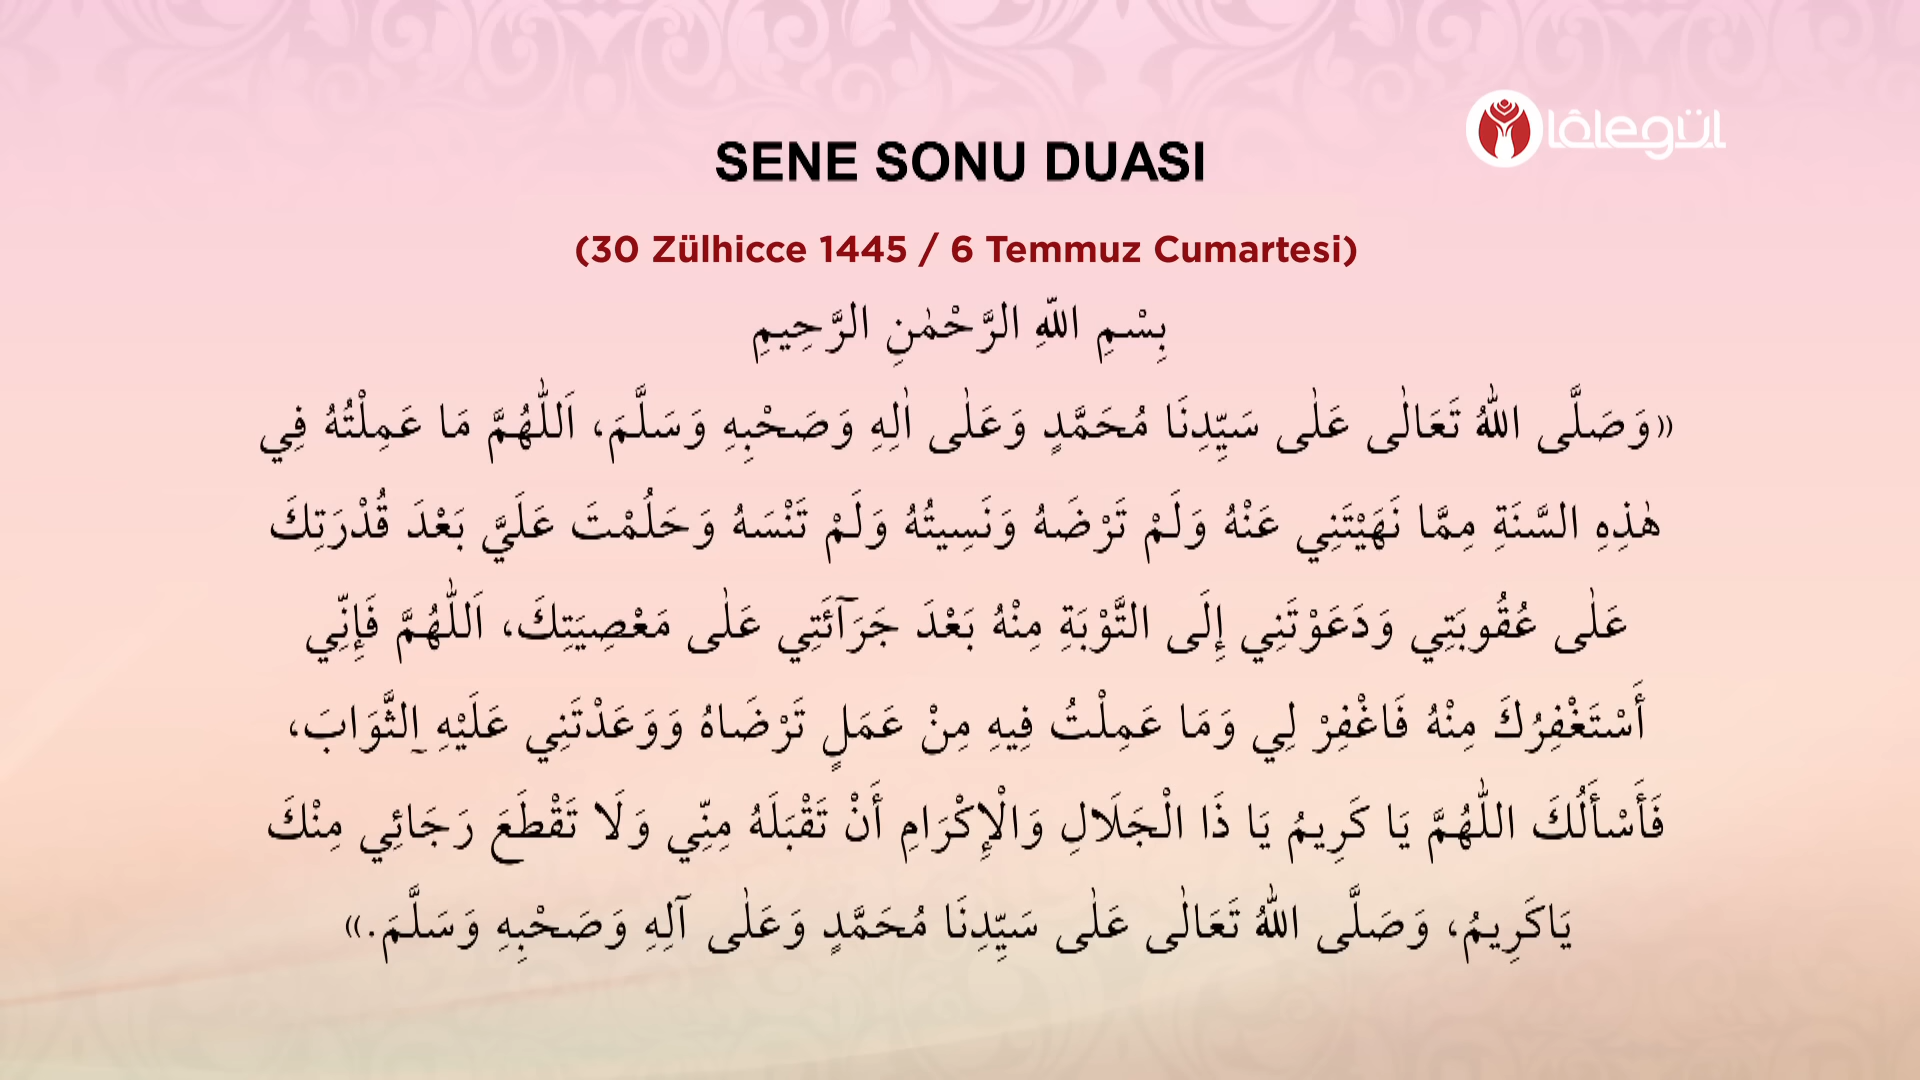 lâlegül
SENE SONU DUASI
(30 Zülhicce 1445 / 6 Temmuz Cumartesi)
بِسْمِ اللّٰهِ الرَّحْمٰنِ الرَّحِيمِ
«وَصَلَّى اللّٰهُ تَعَالٰى عَلٰى سَيِّدِنَا مُحَمَّدٍ وَعَلٰى اٰلِهِ وَصَحْبِهِ وَسَلَّمَ، اَللّٰهُمَّ مَا عَمِلْتُهُ فِي
هٰذِهِ السَّنَةِ مِمَّا نَهَيْتَنِي عَنْهُ وَلَمْ تَرْضَهُ وَنَسِيتُهُ وَلَمْ تَنْسَهُ وَحَلُمْتَ عَلَيَّ بَعْدَ قُدْرَتِكَ
عَلٰى عُقُوبَتِي وَدَعَوْتَنِي إِلَى التَّوْبَةِ مِنْهُ بَعْدَ جَرَآئَتِي عَلٰى مَعْصِيَتِكَ، اَللّٰهُمَّ فَإِنِّي
أَسْتَغْفِرُكَ مِنْهُ فَاغْفِرْ لِي وَمَا عَمِلْتُ فِيهِ مِنْ عَمَلٍ تَرْضَاهُ وَوَعَدْتَنِي عَلَيْهِ الثَّوَابَ،
فَأَسْأَلُكَ اللّٰهُمَّ يَا كَرِيمُ يَا ذَا الْجَلَالِ وَالْإِكْرَامِ أَنْ تَقْبَلَهُ مِنِّي وَلَا تَقْطَعَ رَجَائِي مِنْكَ
يَاكَرِيمُ، وَصَلَّى اللّٰهُ تَعَالٰى عَلٰى سَيِّدِنَا مُحَمَّدٍ وَعَلٰى آلِهِ وَصَحْبِهِ وَسَلَّمَ.»